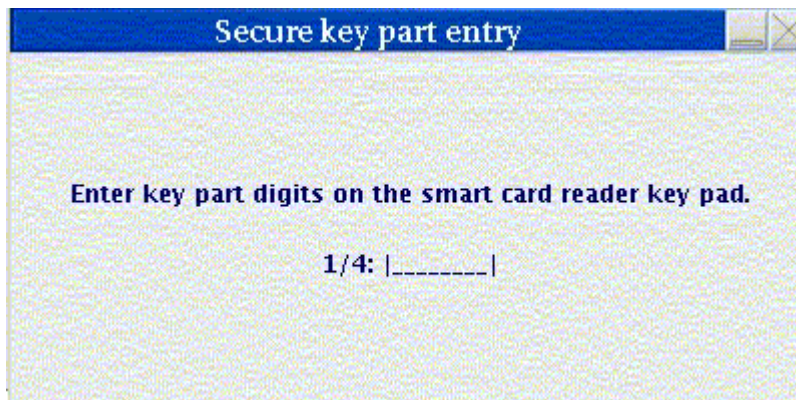 Secure key part entry
Enter key part digits on the smart card reader key pad.
1/4: |________|